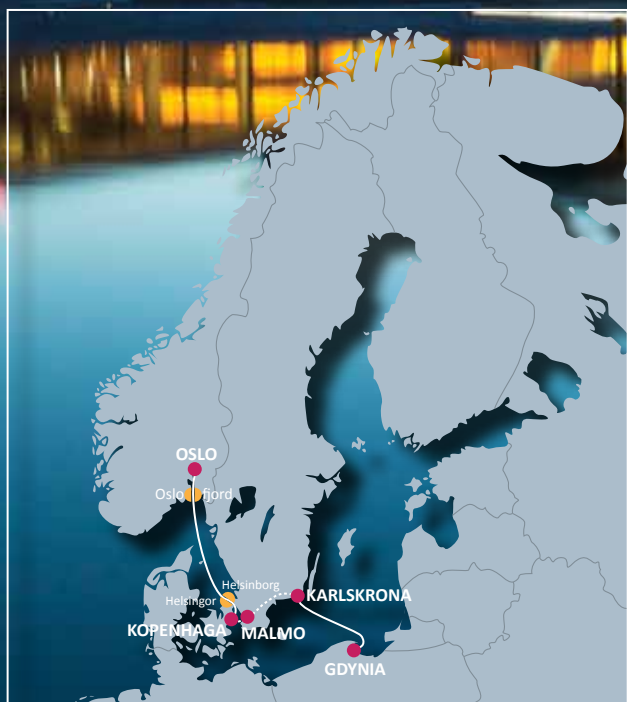 OSLO
Oslo fjord
Helsinborg
Helsingor
KARLSKRONA
KOPENHAGA
MALMO
GDYNIA